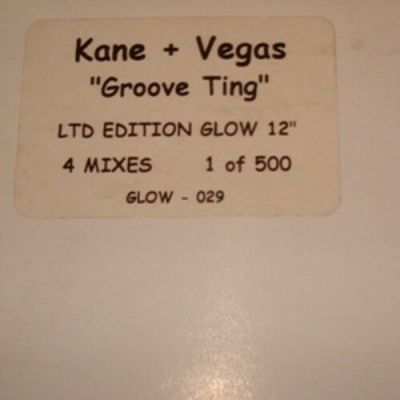 Kane + Vegas
"Groove Ting"
LTD EDITION GLOW 12"
4 MIXES 1 of 500
GLOW - 029